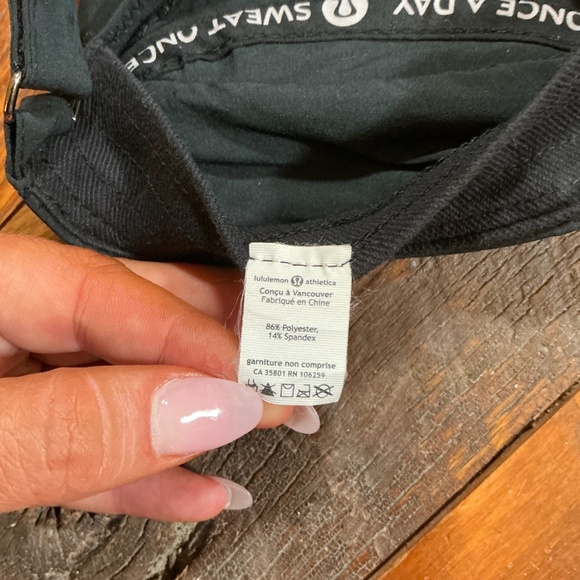 ONCE A DAY SWEAT ONCE
lululemon athletica
Conçu à Vancouver
Fabriqué en Chine
86% Polyester,
14% Spandex
garniture non comprise
CA 35801 RN 106259